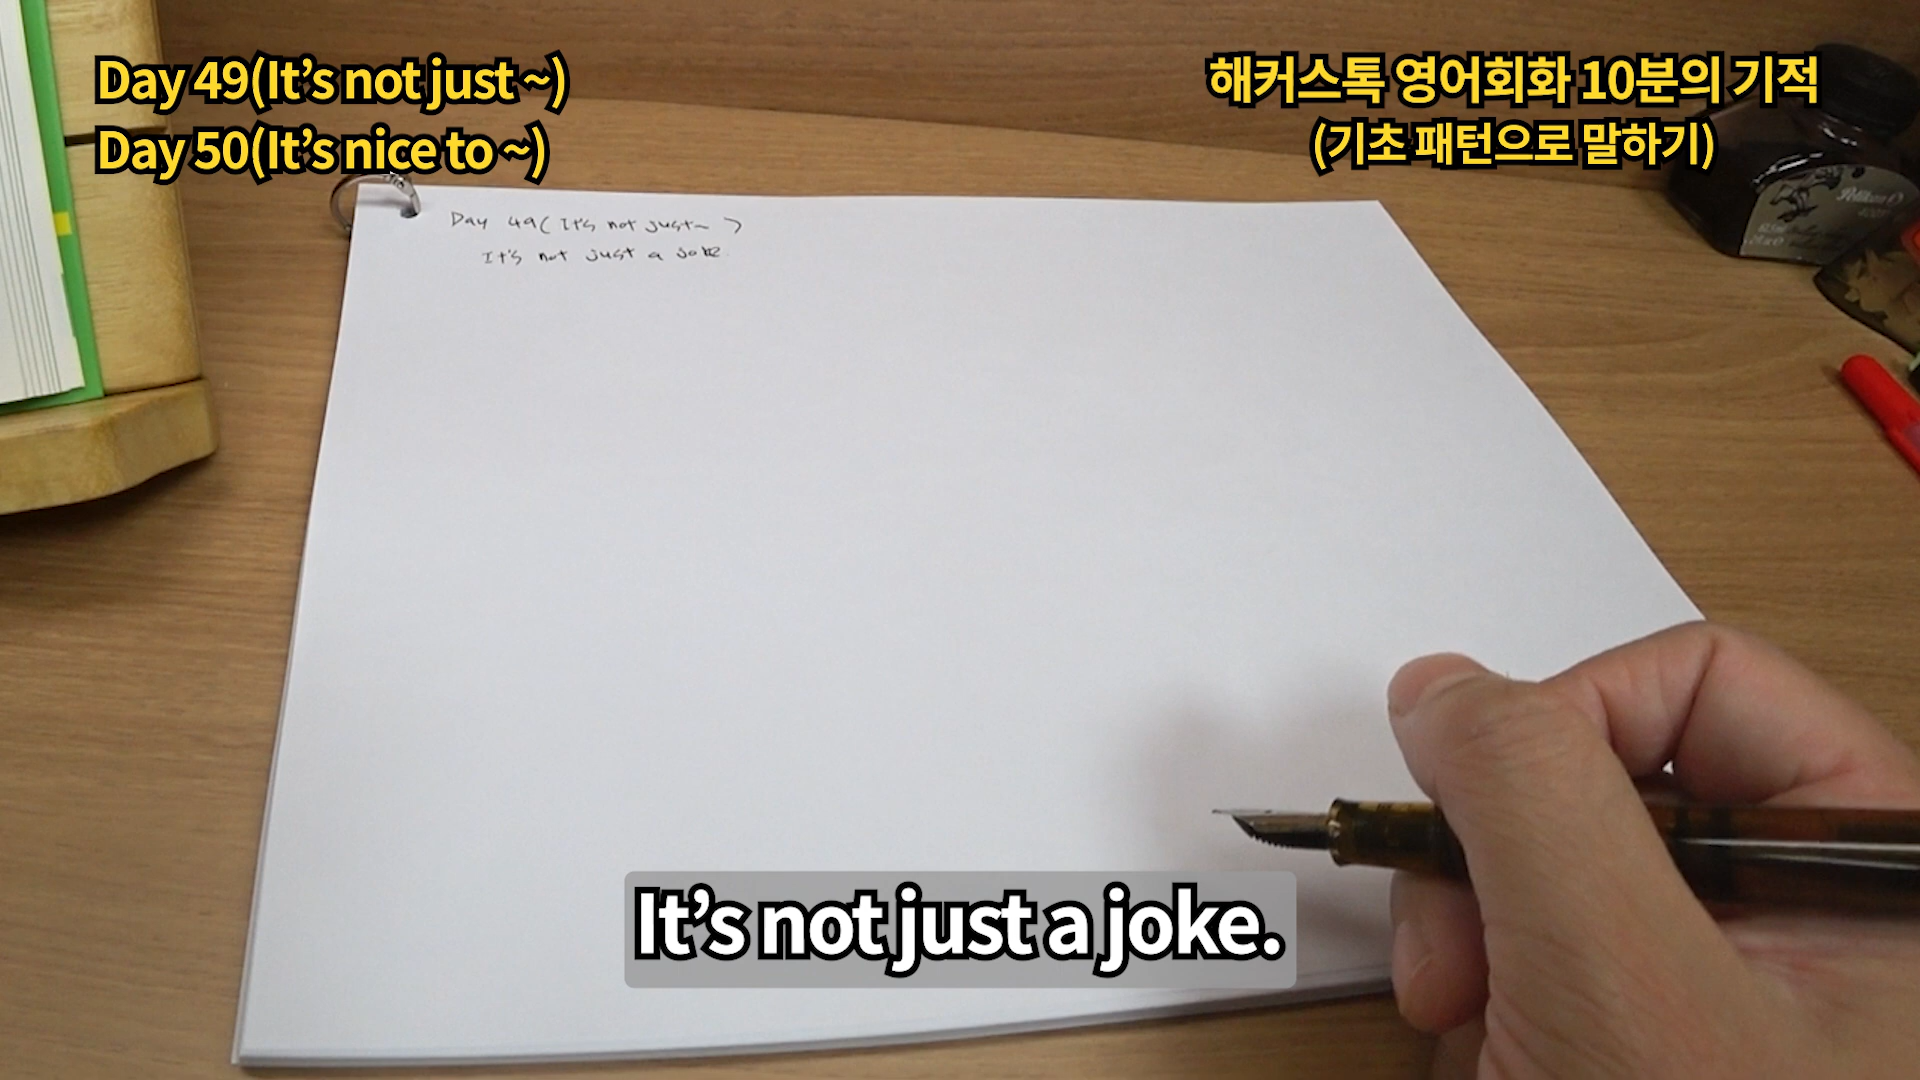 Day 49(It's not just ~)
Day 50(It's nice to ~)
해커스톡 영어회화 10분의 기적
(기초 패턴으로 말하기)
Day 49( It's not just~ )
It's not just a joke
Pelikan
It's not just a joke.